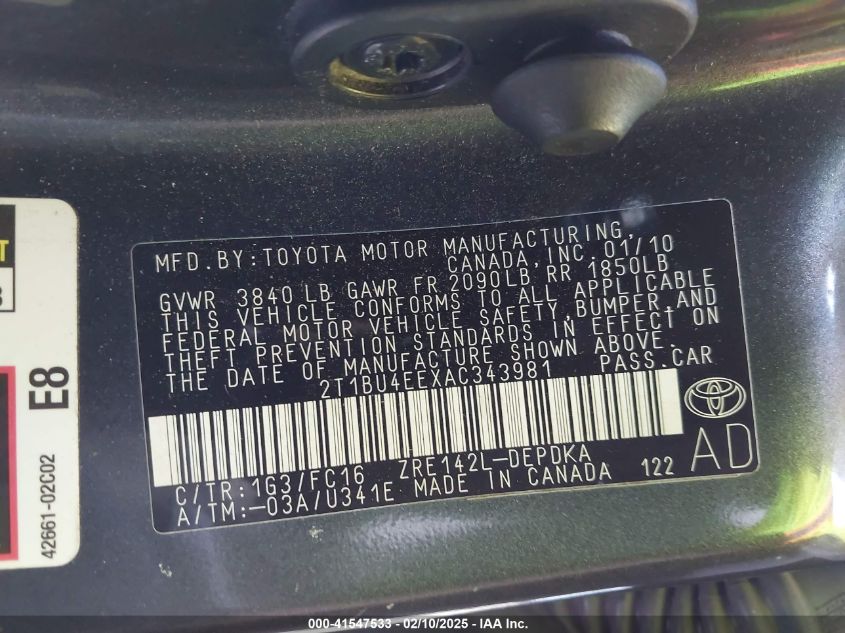 MFD.BY:TOYOTA MOTOR MANUFACTURING,
CANADA, INC. 01/10
GVWR 3840 LB GAWR FR 2090LB RR 1850LB
THIS VEHICLE CONFORMS TO ALL APPLICABLE
FEDERAL MOTOR VEHICLE SAFETY,BUMPER,AND
THEFT PREVENTION STANDARDS IN EFFECT ON
THE DATE OF MANUFACTURE SHOWN ABOVE.
2T1BU4EEXAC343981 PASS.CAR
C/TR:1G3/FC16 ZRE142L-DEPDKA
A/TM:-03A/U341E MADE IN CANADA 122
AD
E8
42661-02C02
000-41547533 - 02/10/2025 - IAA Inc.